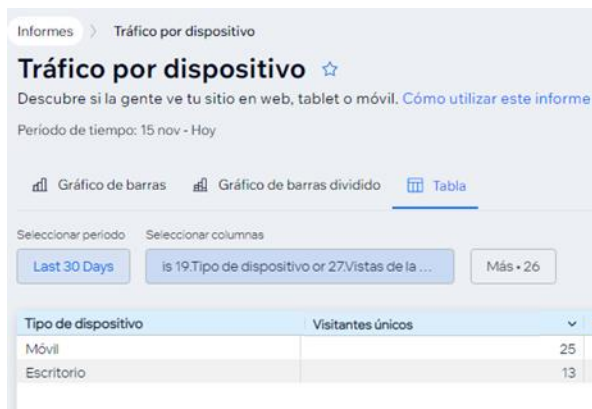 Informes > Tráfico por dispositivo
Tráfico por dispositivo
Descubre si la gente ve tu sitio en web, tablet o móvil. Cómo utilizar este informe
Período de tiempo: 15 nov - Hoy
Gráfico de barras Gráfico de barras dividido Tabla
Seleccionar periodo Seleccionar columnas
Last 30 Days is 19.Tipo de dispositivo or 27.Vistas de la ... Más • 26
Tipo de dispositivo Visitantes únicos
Móvil 25
Escritorio 13